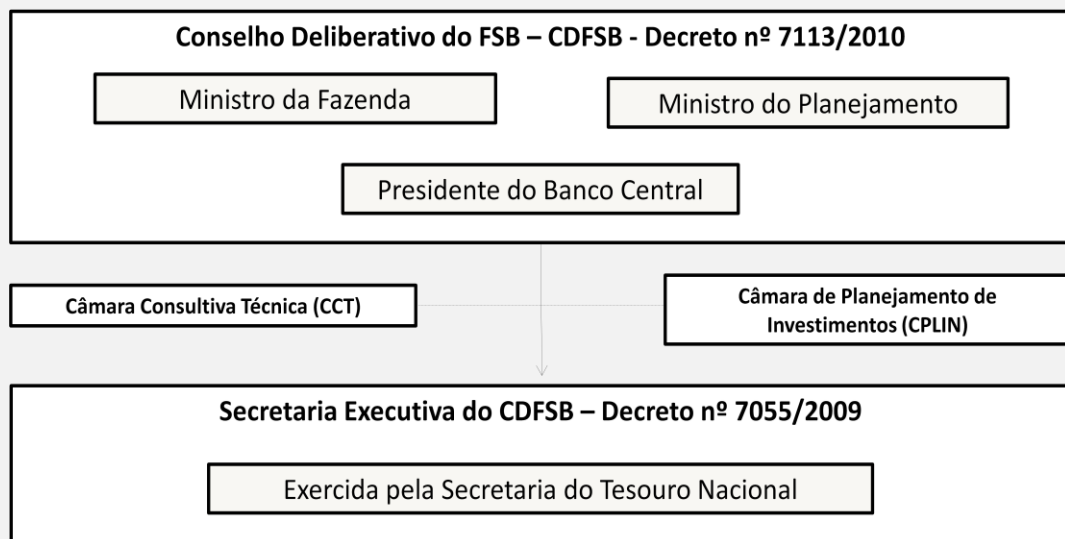 Conselho Deliberativo do FSB – CDFSB - Decreto nº 7113/2010
Ministro da Fazenda
Ministro do Planejamento
Presidente do Banco Central
Câmara Consultiva Técnica (CCT)
Câmara de Planejamento de
Investimentos (CPLIN)
Secretaria Executiva do CDFSB – Decreto nº 7055/2009
Exercida pela Secretaria do Tesouro Nacional